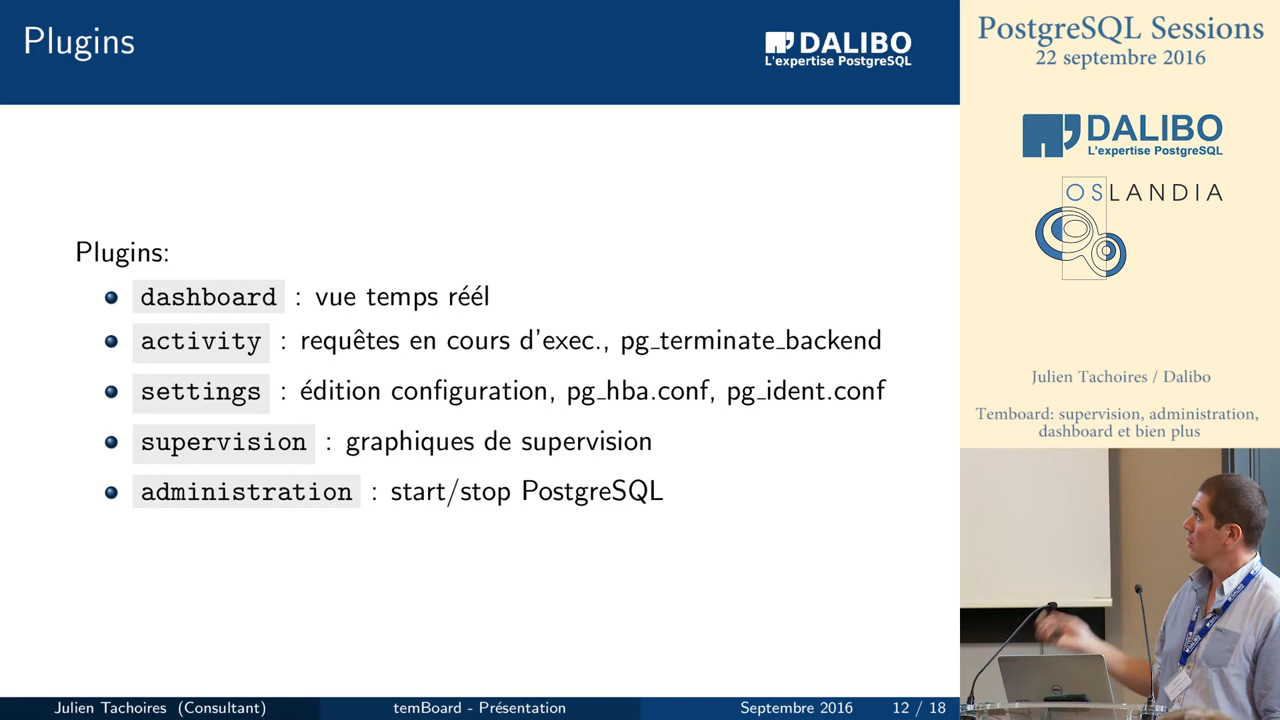 Plugins
DALIBO
L'expertise PostgreSQL
Plugins:
dashboard : vue temps réél
activity : requêtes en cours d'exec., pg_terminate_backend
settings : édition configuration, pg_hba.conf, pg_ident.conf
supervision : graphiques de supervision
administration : start/stop PostgreSQL
Julien Tachoires (Consultant)
temBoard - Présentation
Septembre 2016
12 / 18
PostgreSQL Sessions
22 septembre 2016
DALIBO
L'expertise PostgreSQL
OSLANDIA
Julien Tachoires / Dalibo
Temboard: supervision, administration,
dashboard et bien plus